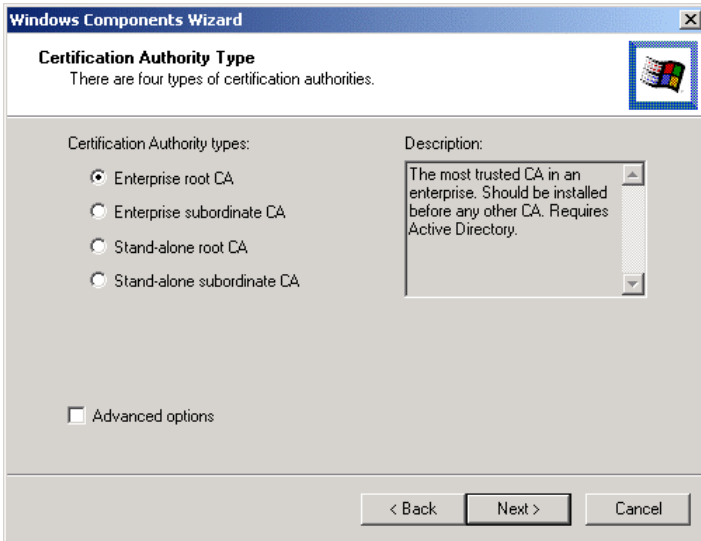 Windows Components Wizard
Certification Authority Type
There are four types of certification authorities.
Certification Authority types:
Enterprise root CA
Enterprise subordinate CA
Stand-alone root CA
Stand-alone subordinate CA
Description:
The most trusted CA in an
enterprise. Should be installed
before any other CA. Requires
Active Directory.
Advanced options
< Back
Next >
Cancel